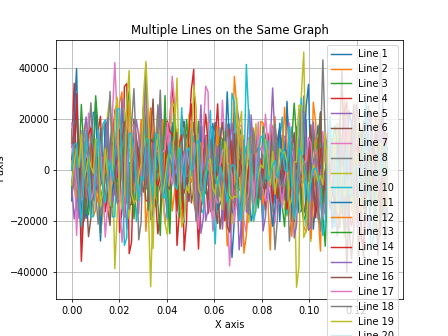 Multiple Lines on the Same Graph
40000
20000
0
−20000
−40000
0.00
0.02
0.04
0.06
0.08
0.10
X axis
axis
Line 1
Line 2
Line 3
Line 4
Line 5
Line 6
Line 7
Line 8
Line 9
Line 10
Line 11
Line 13
Line 14
Line 15
Line 16
Line 17
Line 18
Line 19
Line 20